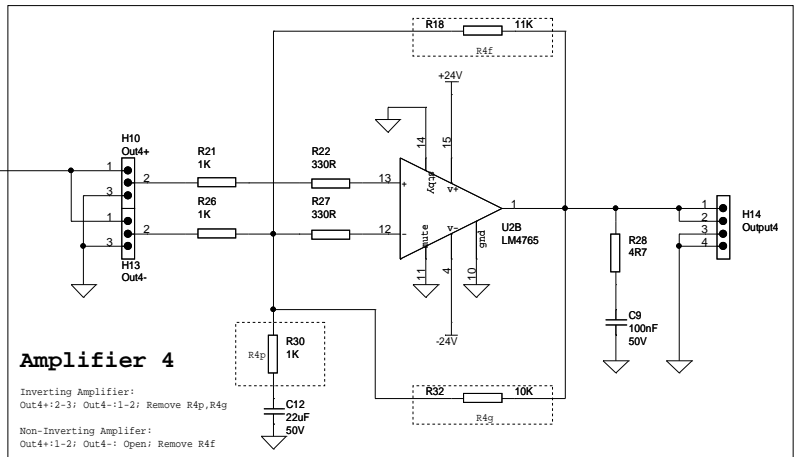 R18 11K
R4f
+24V
H10
Out4+
R21
1K
R22
330R
14
15
1
2
3
13
+
stby
v+
1
R26
1K
R27
330R
1
2
3
12
-
mute
v-
gnd
U2B
LM4765
H13
Out4-
11
4
10
1
2
3
4
H14
Output4
R28
4R7
-24V
C9
100nF
50V
R4p
R30
1K
R32 10K
R4g
C12
22uF
50V
Amplifier 4
Inverting Amplifier:
Out4+:2-3; Out4-:1-2; Remove R4p,R4g
Non-Inverting Amplifer:
Out4+:1-2; Out4-: Open; Remove R4f